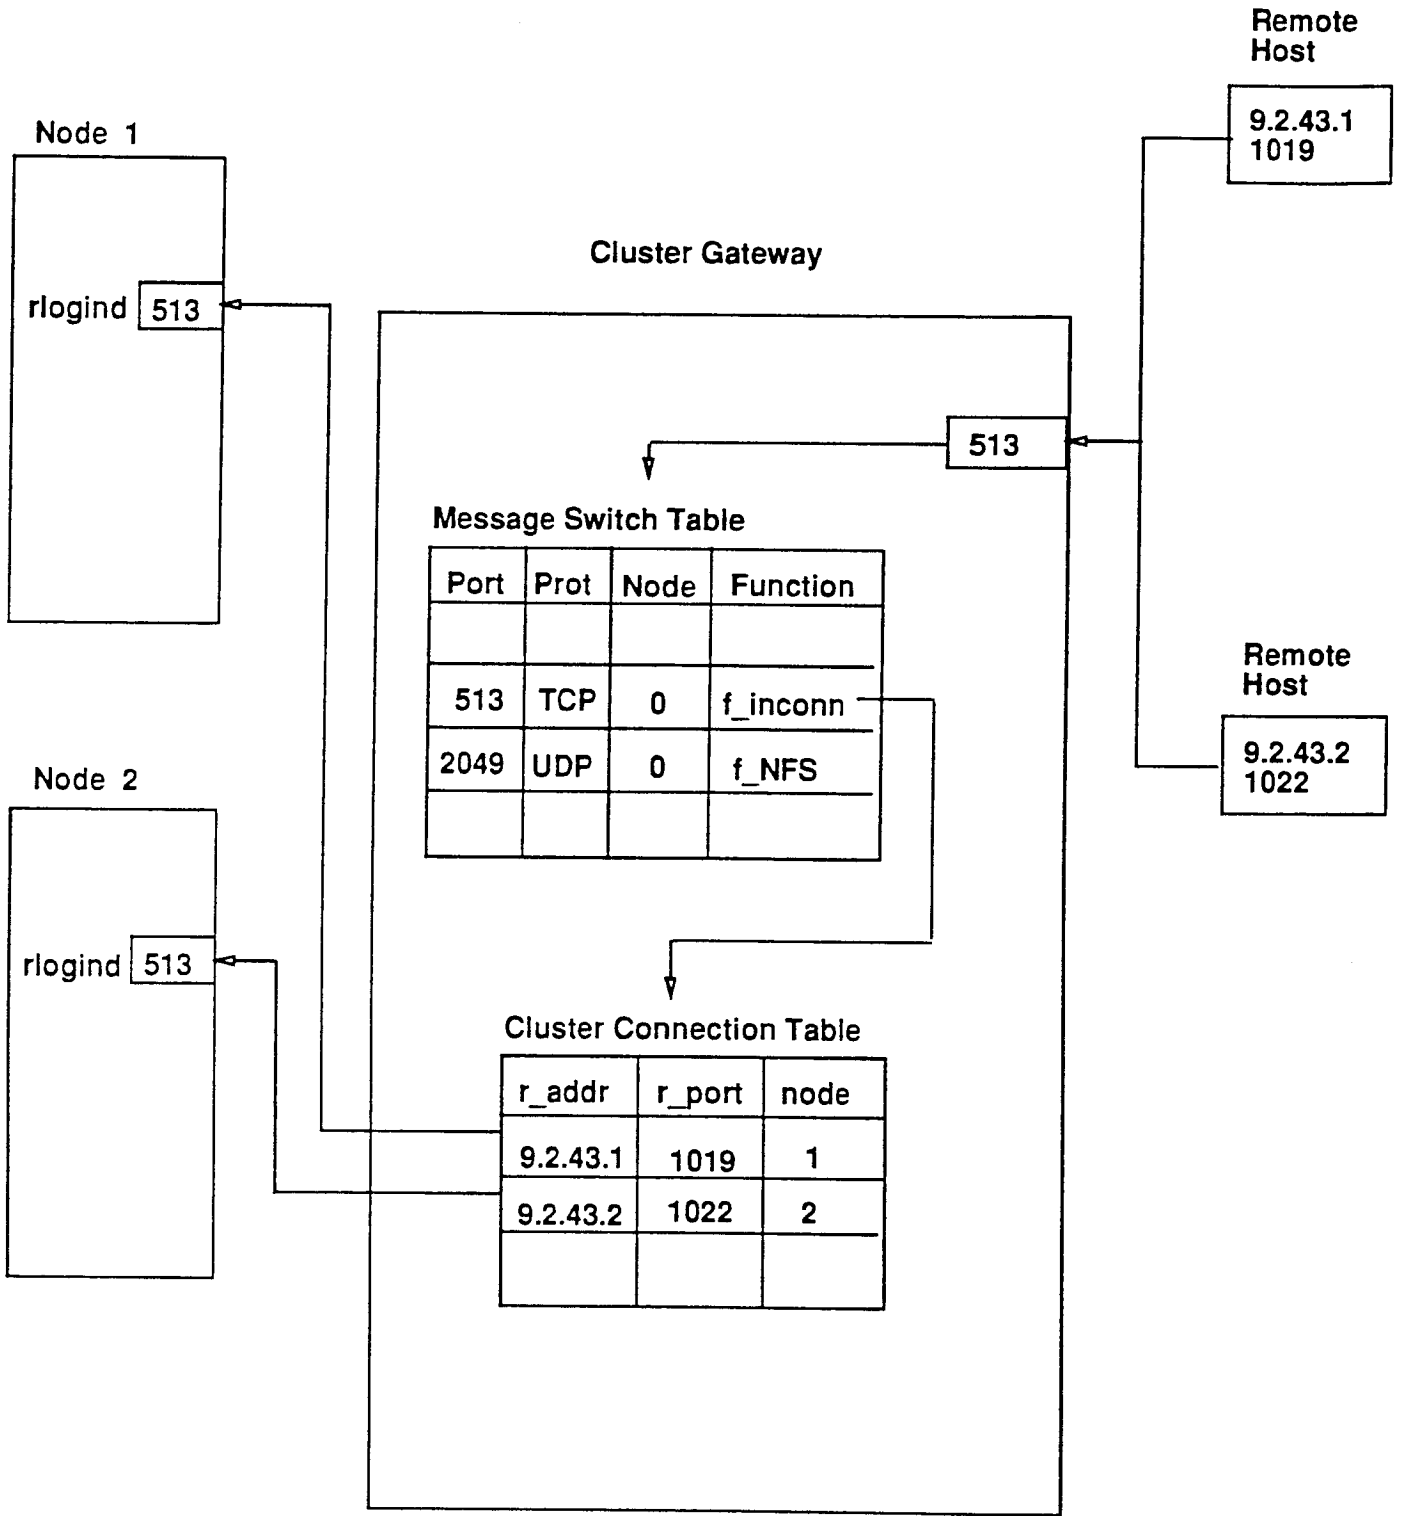 Remote
Host
9.2.43.1
1019
Node 1
rlogind 513
Cluster Gateway
513
Message Switch Table
Port Prot Node Function
513 TCP 0 f_inconn
2049 UDP 0 f_NFS
Remote
Host
9.2.43.2
1022
Node 2
rlogind 513
Cluster Connection Table
r_addr r_port node
9.2.43.1 1019 1
9.2.43.2 1022 2